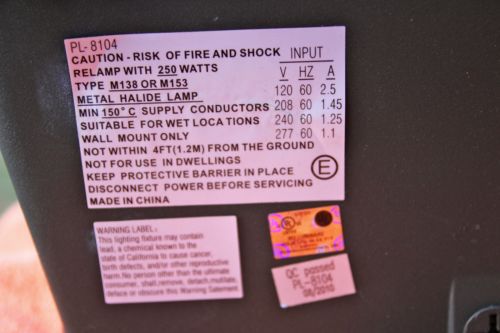 PL-8104
CAUTION - RISK OF FIRE AND SHOCK
RELAMP WITH 250 WATTS
TYPE M138 OR M153
METAL HALIDE LAMP
MIN 150°C SUPPLY CONDUCTORS
SUITABLE FOR WET LOCATIONS
WALL MOUNT ONLY
NOT WITHIN 4FT(1.2M) FROM THE GROUND
NOT FOR USE IN DWELLINGS
KEEP PROTECTIVE BARRIER IN PLACE
DISCONNECT POWER BEFORE SERVICING
MADE IN CHINA
INPUT
V HZ A
120 60 2.5
208 60 1.45
240 60 1.25
277 60 1.1
E
WARNING LABEL:
This lighting fixture may contain
lead, a chemical known to the
state of California to cause cancer,
birth defects, and/or other reproductive
harm.No person other than the ultimate
consumer, shall remove, detach,mutilate,
deface or obscure this Warning Statement
QC passed
PL-8104
06/2010